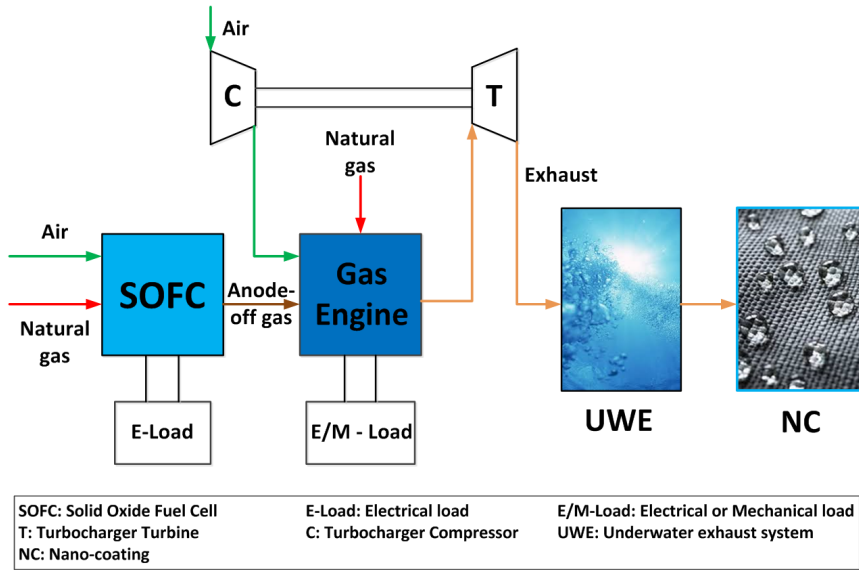 Air
C
T
Natural
gas
Exhaust
Air
SOFC
Anode-
off gas
Gas
Engine
Natural
gas
E-Load
E/M - Load
UWE
NC
SOFC: Solid Oxide Fuel Cell
E-Load: Electrical load
E/M-Load: Electrical or Mechanical load
T: Turbocharger Turbine
C: Turbocharger Compressor
UWE: Underwater exhaust system
NC: Nano-coating